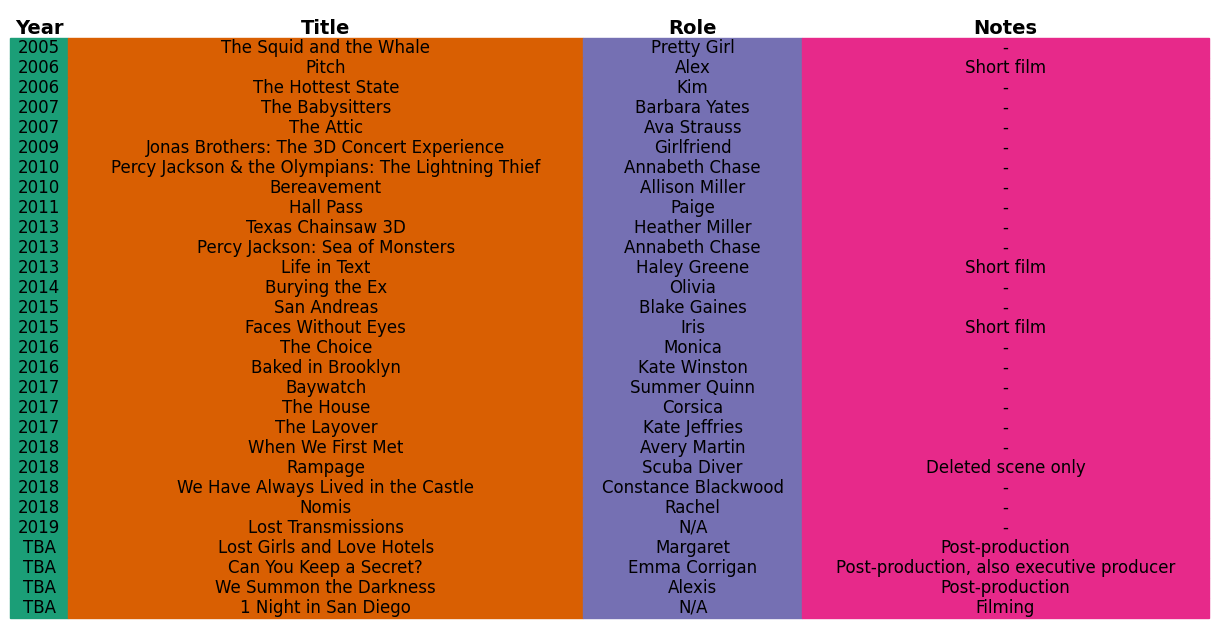 Year Title Role Notes
2005 The Squid and the Whale Pretty Girl -
2006 Pitch Alex Short film
2006 The Hottest State Kim -
2007 The Babysitters Barbara Yates -
2007 The Attic Ava Strauss -
2009 Jonas Brothers: The 3D Concert Experience Girlfriend -
2010 Percy Jackson & the Olympians: The Lightning Thief Annabeth Chase -
2010 Bereavement Allison Miller -
2011 Hall Pass Paige -
2013 Texas Chainsaw 3D Heather Miller -
2013 Percy Jackson: Sea of Monsters Annabeth Chase -
2013 Life in Text Haley Greene Short film
2014 Burying the Ex Olivia -
2015 San Andreas Blake Gaines -
2015 Faces Without Eyes Iris Short film
2016 The Choice Monica -
2016 Baked in Brooklyn Kate Winston -
2017 Baywatch Summer Quinn -
2017 The House Corsica -
2017 The Layover Kate Jeffries -
2018 When We First Met Avery Martin -
2018 Rampage Scuba Diver Deleted scene only
2018 We Have Always Lived in the Castle Constance Blackwood -
2018 Nomis Rachel -
2019 Lost Transmissions N/A -
TBA Lost Girls and Love Hotels Margaret Post-production
TBA Can You Keep a Secret? Emma Corrigan Post-production, also executive producer
TBA We Summon the Darkness Alexis Post-production
TBA 1 Night in San Diego N/A Filming